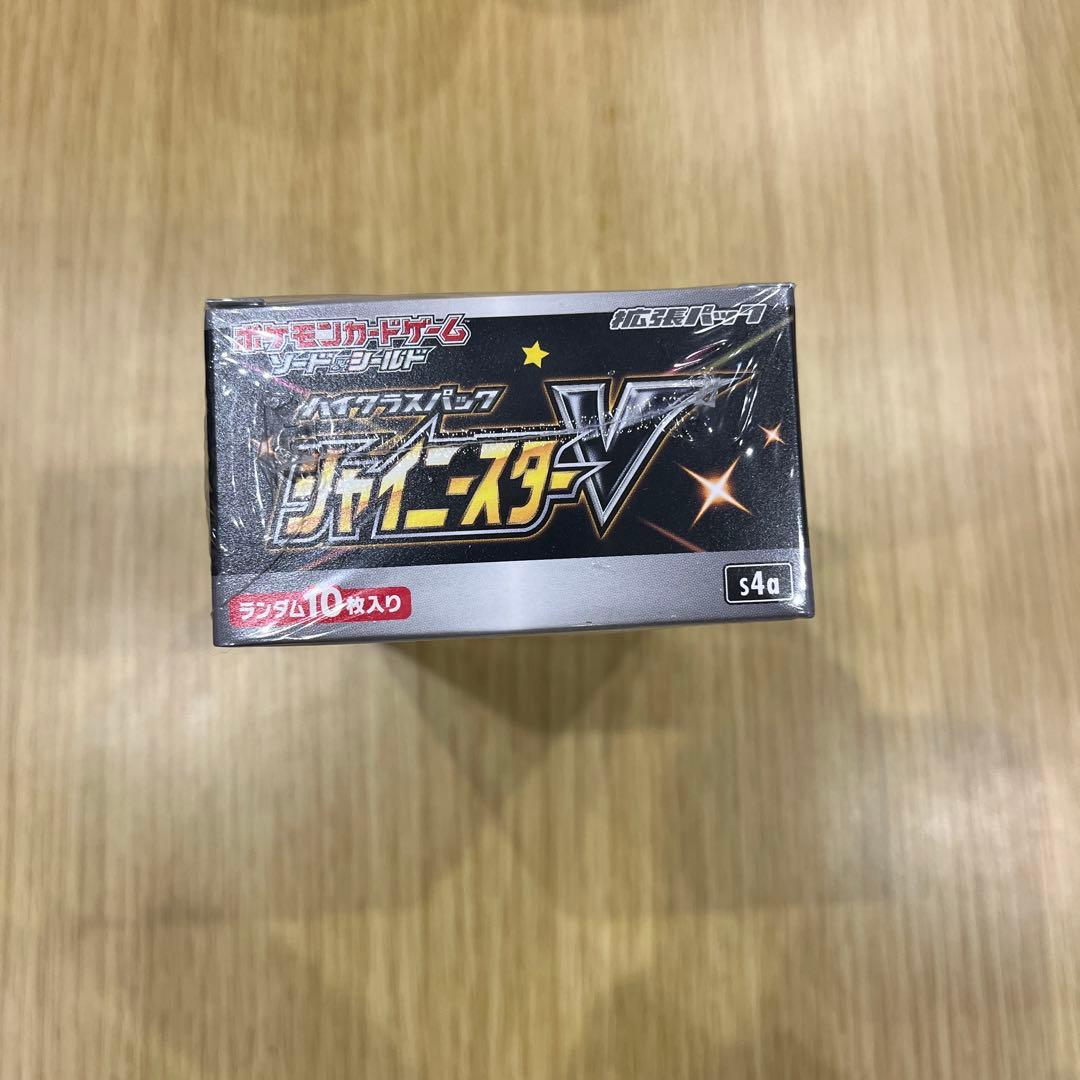 ポケモンカードゲーム
拡張パック
ソード&シールド
ハイクラスパック
シャイニースターV
s4a
ランダム10枚入り